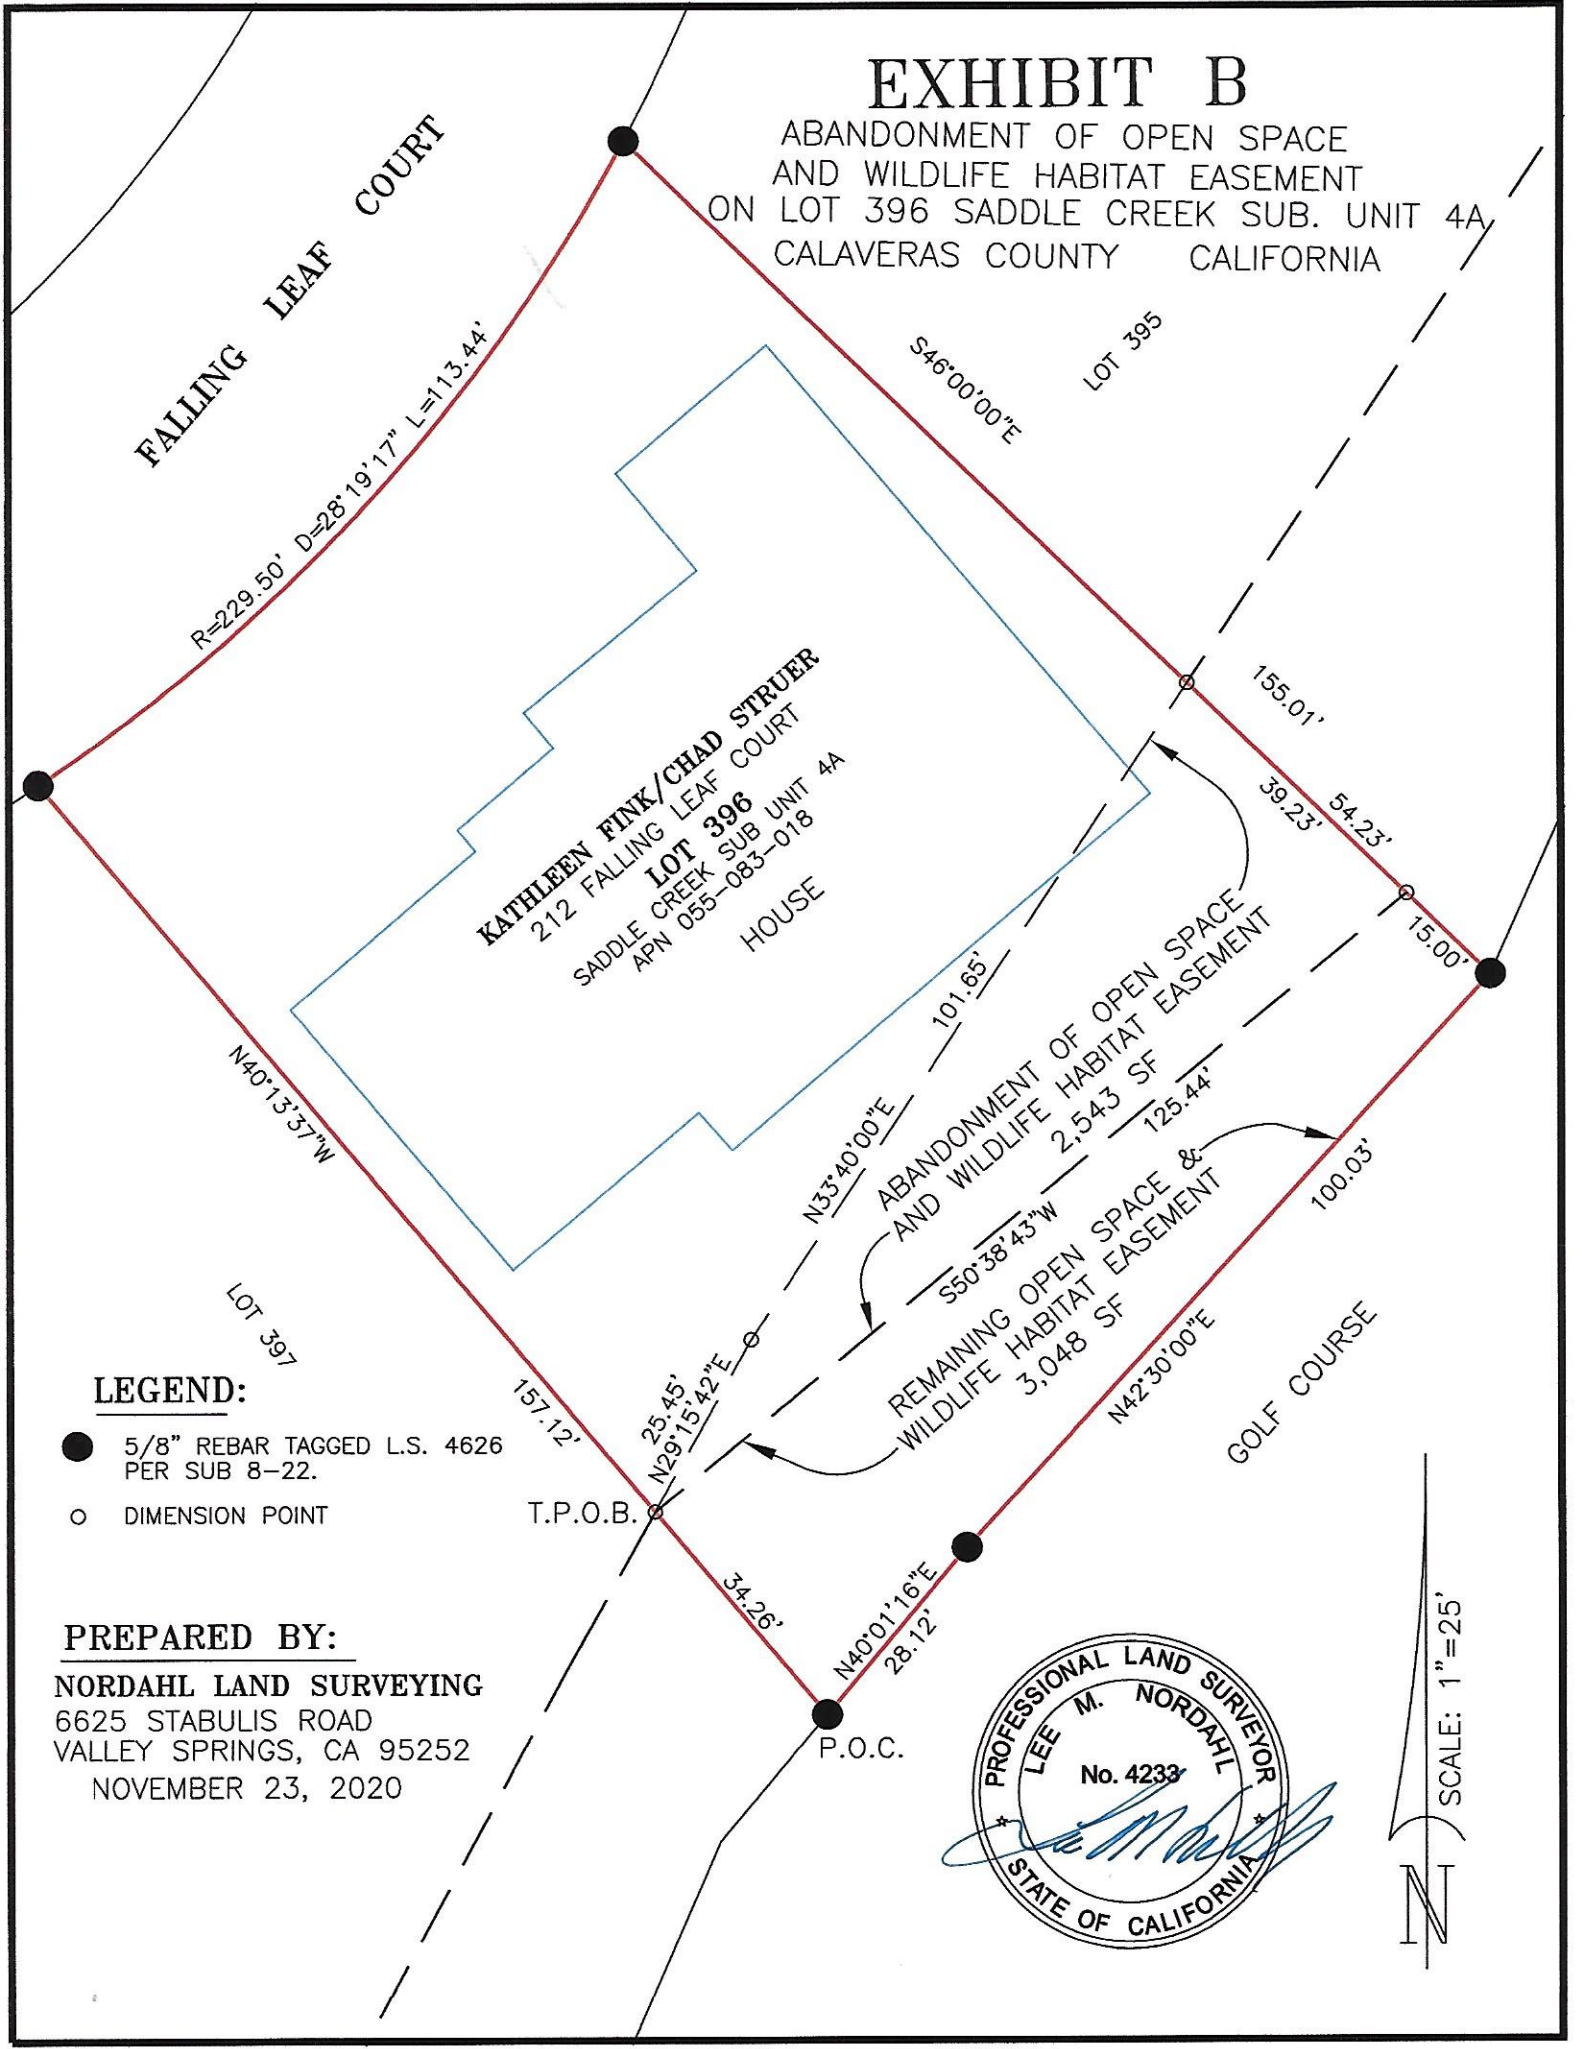 EXHIBIT B
ABANDONMENT OF OPEN SPACE
AND WILDLIFE HABITAT EASEMENT
ON LOT 396 SADDLE CREEK SUB. UNIT 4A
CALAVERAS COUNTY CALIFORNIA
FALLING LEAF COURT
R=229.50' D=28°19'17" L=113.44'
S46°00'00"E
LOT 395
155.01'
39.23'
54.23'
15.00'
KATHLEEN FINK/CHAD STRUER
212 FALLING LEAF COURT
LOT 396
SADDLE CREEK SUB UNIT 4A
APN 055-083-018
HOUSE
101.65'
N33°40'00"E
ABANDONMENT OF OPEN SPACE
AND WILDLIFE HABITAT EASEMENT
2,543 SF
125.44'
S50°38'43"W
REMAINING OPEN SPACE &
WILDLIFE HABITAT EASEMENT
3,048 SF
100.03'
N42°30'00"E
GOLF COURSE
N40°13'37"W
LOT 397
157.12'
25.45'
N29°15'42"E
T.P.O.B.
34.26'
N40°01'16"E
28.12'
P.O.C.
LEGEND:
5/8" REBAR TAGGED L.S. 4626
PER SUB 8-22.
DIMENSION POINT
PREPARED BY:
NORDAHL LAND SURVEYING
6625 STABULIS ROAD
VALLEY SPRINGS, CA 95252
NOVEMBER 23, 2020
PROFESSIONAL LAND SURVEYOR
LEE M. NORDAHL
No. 4233
STATE OF CALIFORNIA
SCALE: 1"=25'
N